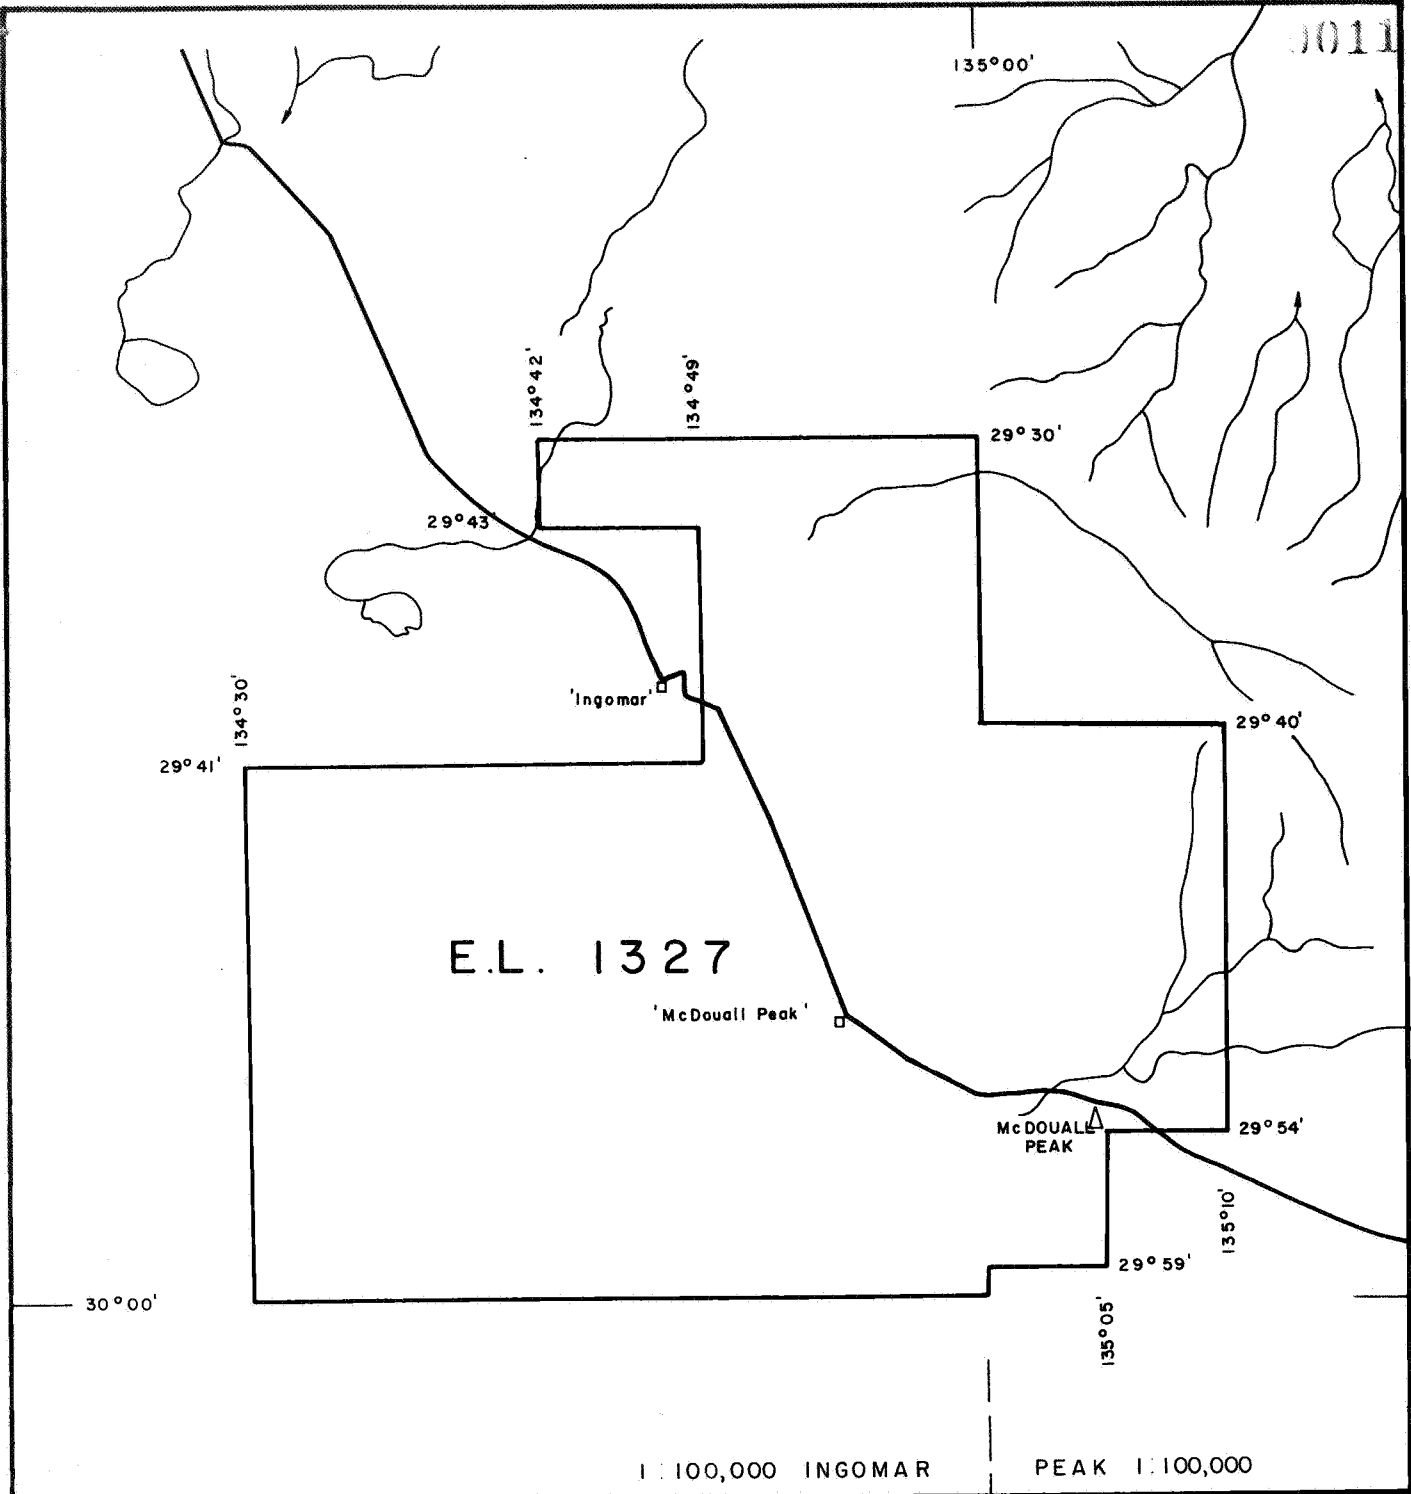 0011
135°00'
134°42'
134°49'
29°30'
29°43'
'Ingomar'
134°30'
29°40'
29°41'
E.L. 1327
'McDouall Peak'
McDOUALL
PEAK
29°54'
135°10'
29°59'
30°00'
135°05'
1:100,000 INGOMAR
PEAK 1:100,000